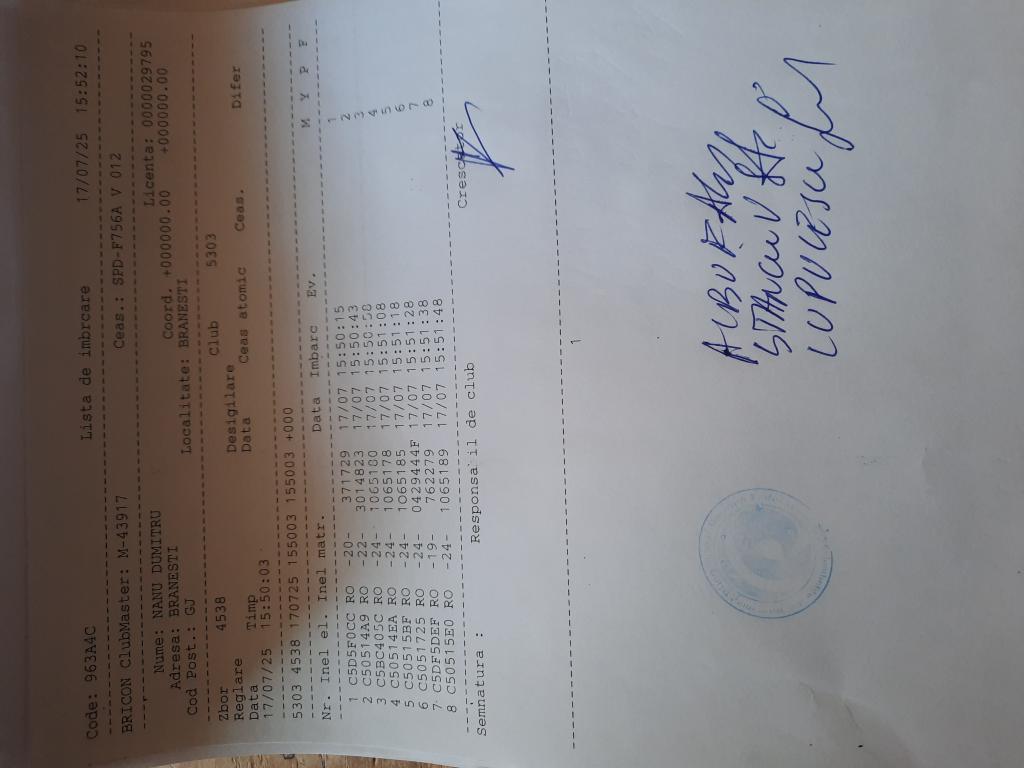 Code: 963A4C Lista de imbrcare 17/07/25 15:52:10
BRICON ClubMaster: M-43917 Ceas.: SPD-F756A V 012
Nume: NANU DUMITRU Licenta: 0000029795
Adresa: BRANESTI Coord. +000000.00 +000000.00
Cod Post.: GJ Localitate: BRANESTI
Zbor 4538 Club 5303
Reglare Desigilare
Data Timp Data Ceas atomic Ceas. Difer
17/07/25 15:50:03
5303 4538 170725 155003 155003 +000
Nr. Inel el. Inel matr. Data Imbarc Ev. M Y P F
1 C5D5F0CC RO -20- 371729 17/07 15:50:15 1
2 C50514A9 RO -22- 3014823 17/07 15:50:43 2
3 C5BC405C RO -24- 1065180 17/07 15:50:58 3
4 C50514EA RO -24- 1065178 17/07 15:51:08 4
5 C50515BF RO -24- 1065185 17/07 15:51:18 5
6 C5051725 RO -24- 0429444F 17/07 15:51:28 6
7 C5DF5DEF RO -19- 762279 17/07 15:51:38 7
8 C50515E0 RO -24- 1065189 17/07 15:51:48 8
Semnatura : Responsabil de club Crescator
1
STANCIU
LUPULESCU